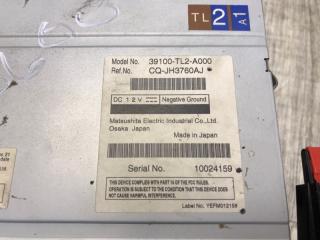 TL 2 A1
Model No. 39100-TL2-A000
Ref.No. CQ-JH3760AJ
DC 12V Negative Ground
Matsushita Electric Industrial Co.,Ltd.
Osaka Japan
Made in Japan
Serial No. 10024159
THIS DEVICE COMPLIES WITH PART 15 OF THE FCC RULES.
OPERATION IS SUBJECT TO THE CONDITION THAT THIS DEVICE
DOES NOT CAUSE HARMFUL INTERFERENCE.
Label No. YEFM012159